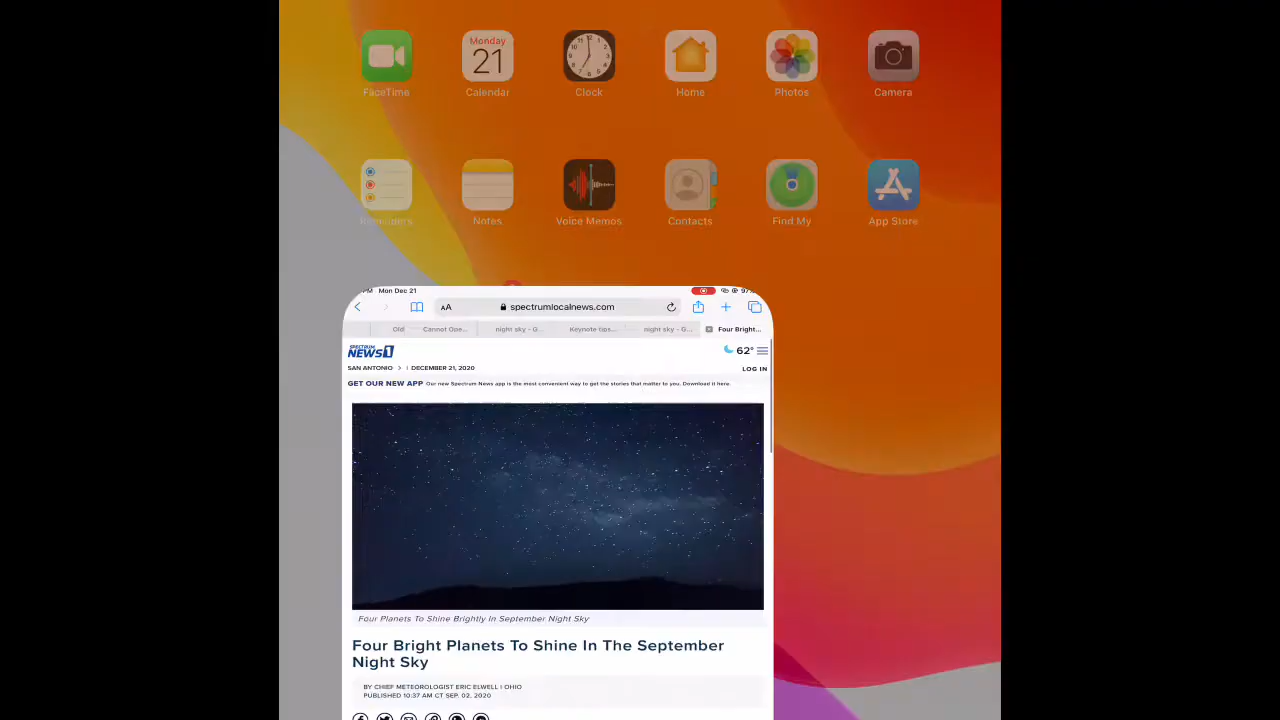 Monday
21
FaceTime
Calendar
Clock
Home
Photos
Camera
Reminders
Notes
Voice Memos
Contacts
Find My
App Store
PM Mon Dec 21
AA
spectrumlocalnews.com
Old
Cannot Ope...
night sky - G...
Keynote tips...
night sky - G...
Four Bright...
SPECTRUM
NEWS 1
62°
SAN ANTONIO > | DECEMBER 21, 2020
LOG IN
GET OUR NEW APP Our new Spectrum News app is the most convenient way to get the stories that matter to you. Download it here.
Four Planets To Shine Brightly In September Night Sky
Four Bright Planets To Shine In The September
Night Sky
BY CHIEF METEOROLOGIST ERIC ELWELL | OHIO
PUBLISHED 10:37 AM CT SEP. 02, 2020